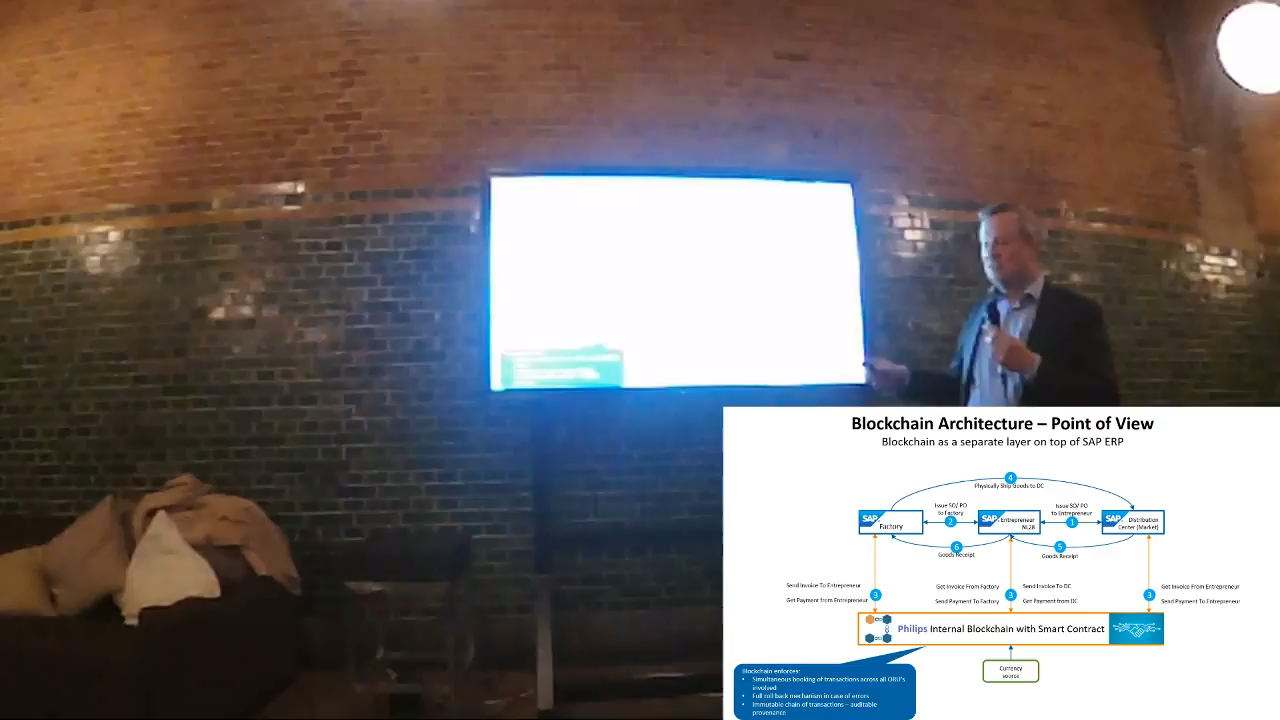 Blockchain Architecture – Point of View
Blockchain as a separate layer on top of SAP ERP
4
Physically Ship Goods to DC
Issue SO/ PO
to Factory
Issue SO/ PO
to Entrepreneur
SAP
Factory
2
SAP
Entrepreneur
NL28
1
SAP
Distribution
Center (Market)
6
Goods Receipt
5
Goods Receipt
Send Invoice To Entrepreneur
Get Payment from Entrepreneur
3
Get Invoice From Factory
Send Payment To Factory
3
Send Invoice To DC
Get Payment from DC
3
Get Invoice From Entrepreneur
Send Payment To Entrepreneur
Philips Internal Blockchain with Smart Contract
Currency
source
Blockchain enforces:
• Simultaneous booking of transactions across all ORU's
involved
• Full roll back mechanism in case of errors
• Immutable chain of transactions – auditable
provenance